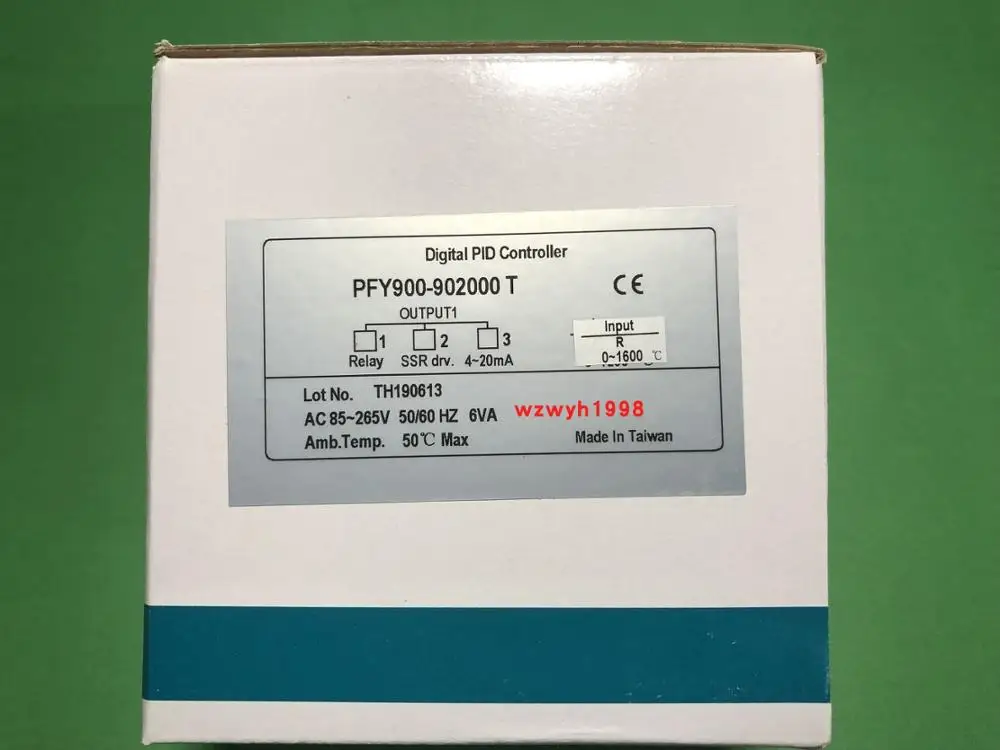 Digital PID Controller
PFY900-902000 T
CE
OUTPUT1
1 2 3
Relay SSR drv. 4~20mA
Input
R
0~1600 ℃
Lot No. TH190613
AC 85~265V 50/60 HZ 6VA
wzwyh1998
Amb.Temp. 50℃ Max
Made In Taiwan